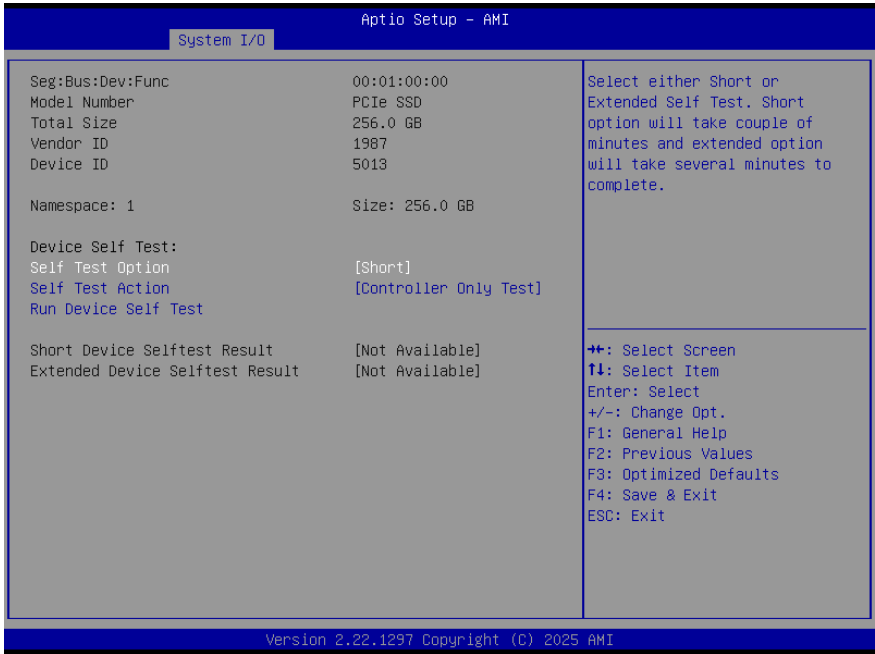 Aptio Setup - AMI
System I/O
Seg:Bus:Dev:Func 00:01:00:00
Model Number PCIe SSD
Total Size 256.0 GB
Vendor ID 1987
Device ID 5013
Namespace: 1 Size: 256.0 GB
Device Self Test:
Self Test Option [Short]
Self Test Action [Controller Only Test]
Run Device Self Test
Short Device Selftest Result [Not Available]
Extended Device Selftest Result [Not Available]
Select either Short or
Extended Self Test. Short
option will take couple of
minutes and extended option
will take several minutes to
complete.
→←: Select Screen
↑↓: Select Item
Enter: Select
+/-: Change Opt.
F1: General Help
F2: Previous Values
F3: Optimized Defaults
F4: Save & Exit
ESC: Exit
Version 2.22.1297 Copyright (C) 2025 AMI